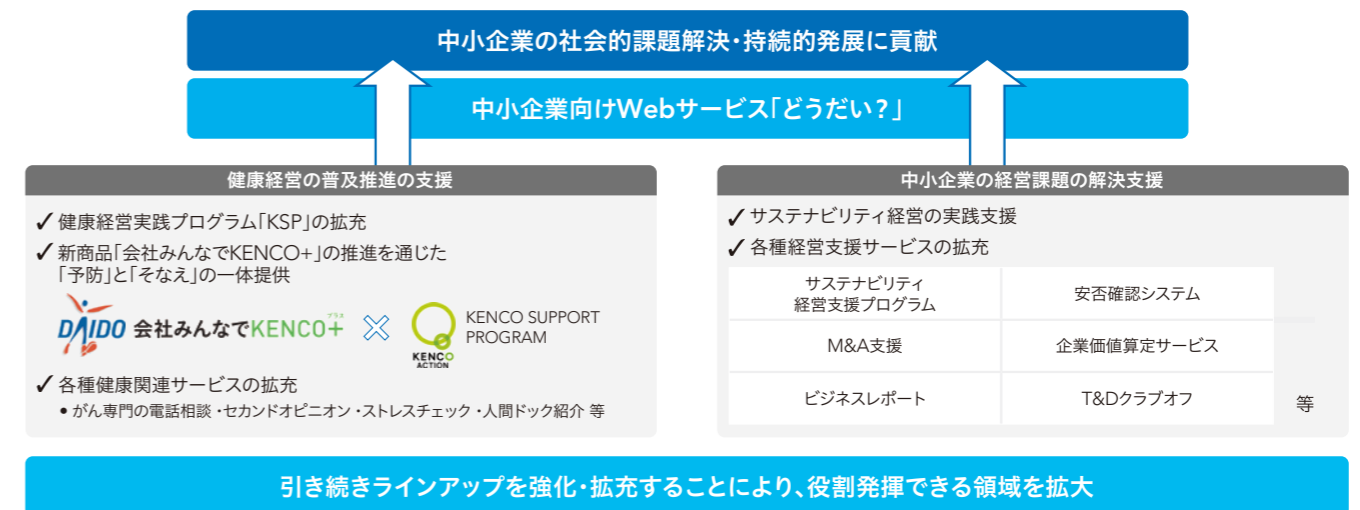 中小企業の社会的課題解決・持続的発展に貢献
中小企業向けWebサービス「どうだい？」
健康経営の普及推進の支援
✓健康経営実践プログラム「KSP」の拡充
✓新商品「会社みんなでKENCO+」の推進を通じた
「予防」と「そなえ」の一体提供
DAIDO 会社みんなでKENCO+
プラス
KENCO ACTION
KENCO SUPPORT
PROGRAM
✓各種健康関連サービスの拡充
•がん専門の電話相談・セカンドオピニオン・ストレスチェック・人間ドック紹介 等
中小企業の経営課題の解決支援
✓サステナビリティ経営の実践支援
✓各種経営支援サービスの拡充
サステナビリティ
経営支援プログラム
安否確認システム
M&A支援
企業価値算定サービス
ビジネスレポート
T&Dクラブオフ
等
引き続きラインアップを強化・拡充することにより、役割発揮できる領域を拡大